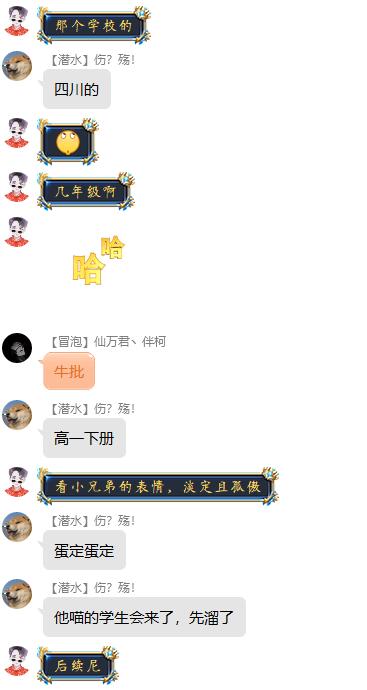 那个学校的
【潜水】伤？殇！
四川的
几年级啊
哈
哈
【冒泡】仙万君丶伴柯
牛批
【潜水】伤？殇！
高一下册
看小兄弟的表情，淡定且孤傲
【潜水】伤？殇！
蛋定蛋定
【潜水】伤？殇！
他喵的学生会来了，先溜了
后续尼